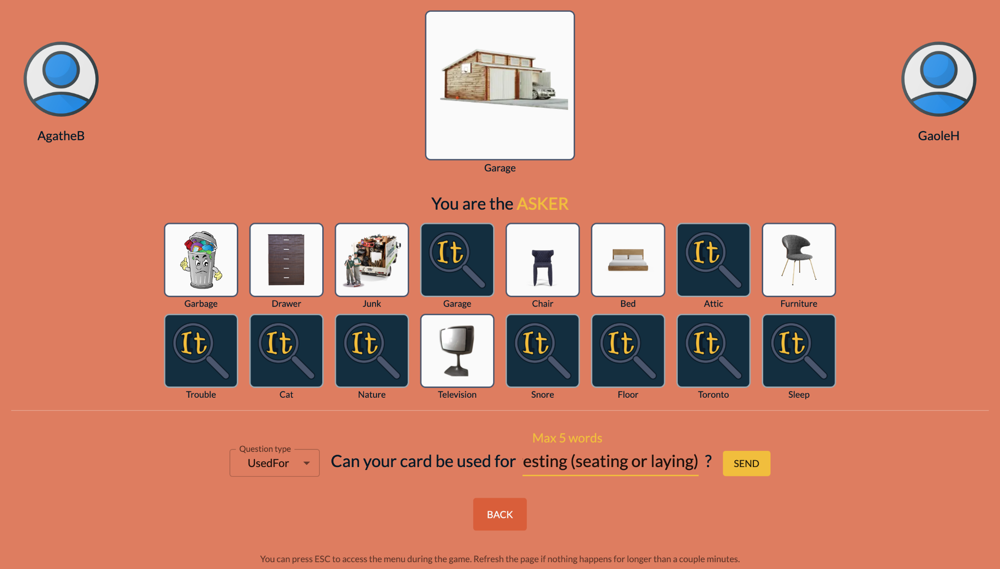 Garage
AgatheB
GaoleH
You are the ASKER
It
It
Garbage
Drawer
Junk
Garage
Chair
Bed
Attic
Furniture
It
It
It
It
It
It
It
Trouble
Cat
Nature
Television
Snore
Floor
Toronto
Sleep
Max 5 words
Question type
UsedFor
Can your card be used for esting (seating or laying) ?
SEND
BACK
You can press ESC to access the menu during the game. Refresh the page if nothing happens for longer than a couple minutes.